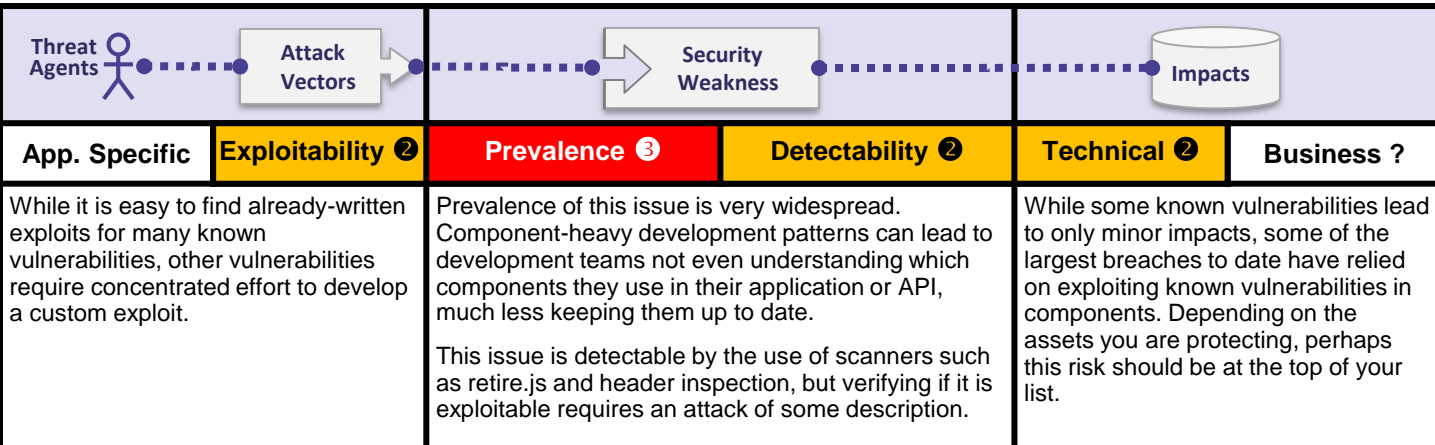 Threat
Agents
Attack
Vectors
Security
Weakness
Impacts
App. Specific
Exploitability ❷
Prevalence ③
Detectability ❷
Technical ❷
Business ?
While it is easy to find already-written
exploits for many known
vulnerabilities, other vulnerabilities
require concentrated effort to develop
a custom exploit.
Prevalence of this issue is very widespread.
Component-heavy development patterns can lead to
development teams not even understanding which
components they use in their application or API,
much less keeping them up to date.
This issue is detectable by the use of scanners such
as retire.js and header inspection, but verifying if it is
exploitable requires an attack of some description.
While some known vulnerabilities lead
to only minor impacts, some of the
largest breaches to date have relied
on exploiting known vulnerabilities in
components. Depending on the
assets you are protecting, perhaps
this risk should be at the top of your
list.